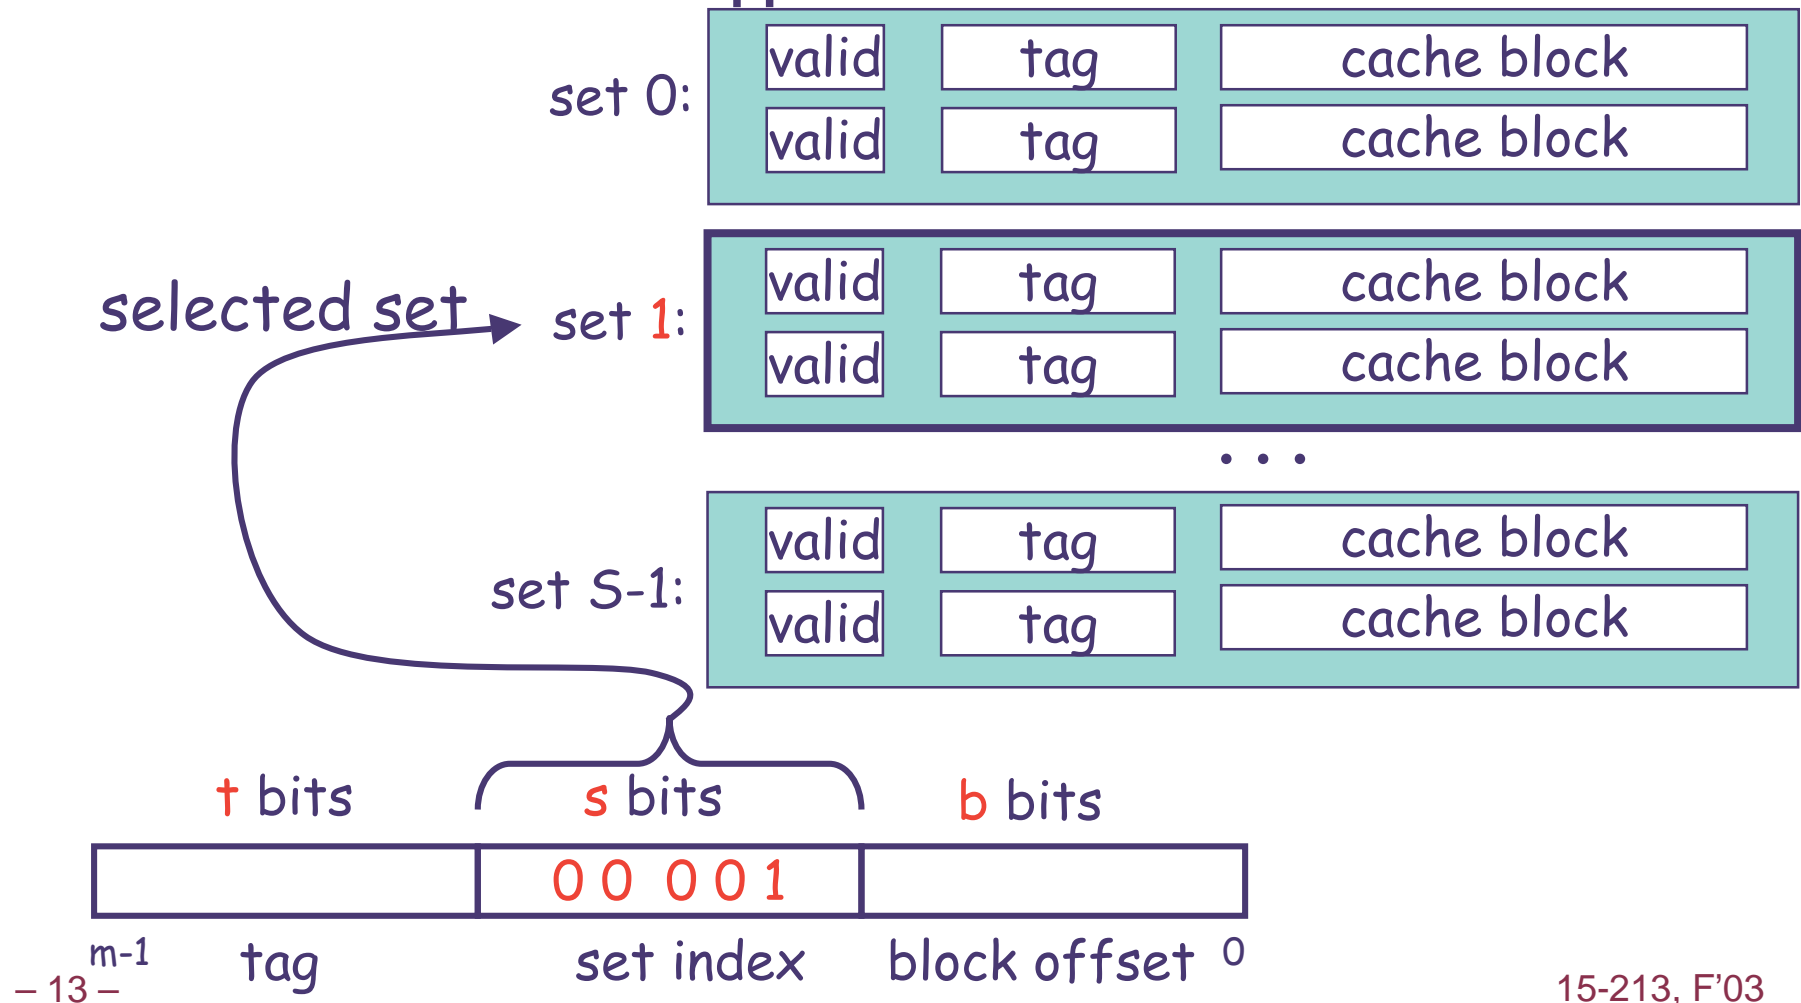 valid tag cache block
set 0:
valid tag cache block
valid tag cache block
selected set set 1:
valid tag cache block
• • •
valid tag cache block
set S-1:
valid tag cache block
t bits s bits b bits
0 0 0 0 1
m-1 tag set index block offset 0
– 13 – 15-213, F’03